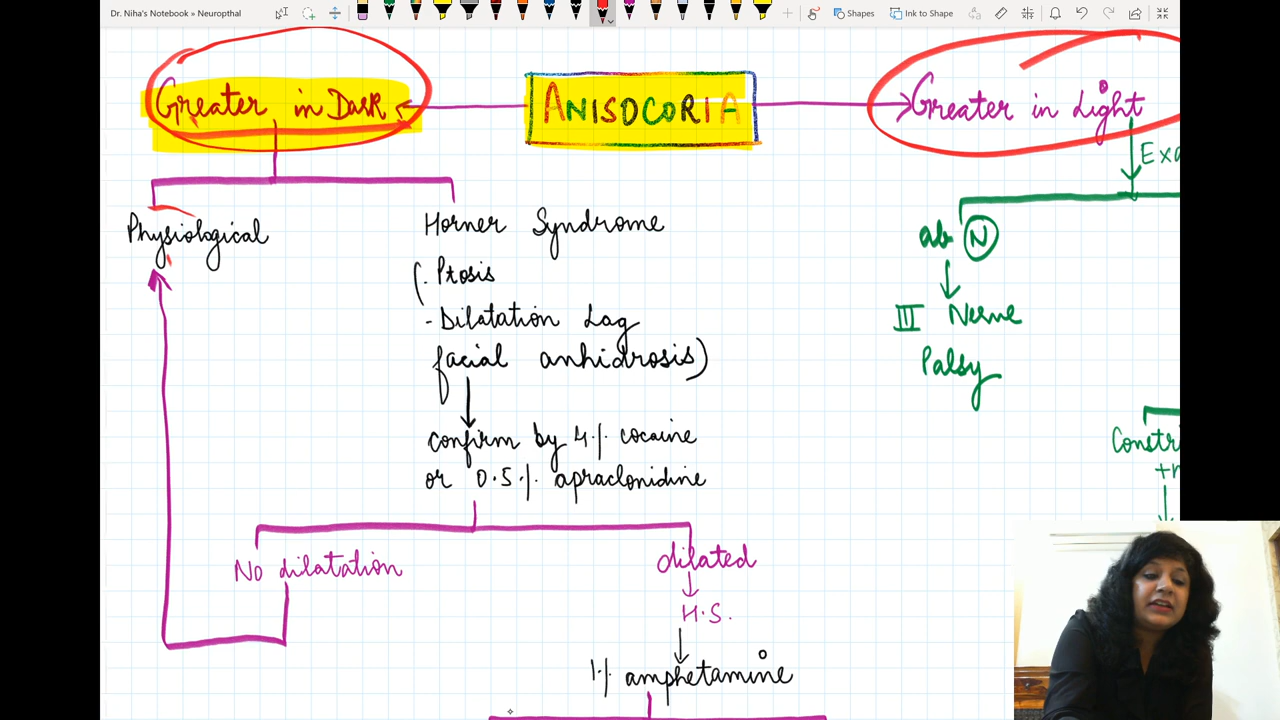 Dr. Niha's Notebook » Neuropthal
Shapes
Ink to Shape
Greater in Dark
ANISOCORIA
Greater in Light
Exa
Physiological
Horner Syndrome
(. Ptosis
- Dilatation Lag
facial anhidrosis)
confirm by 4% cocaine
or 0.5% apraclonidine
ab N
III Nerve
Palsy
Constri
No dilatation
dilated
H.S.
1% amphetamine